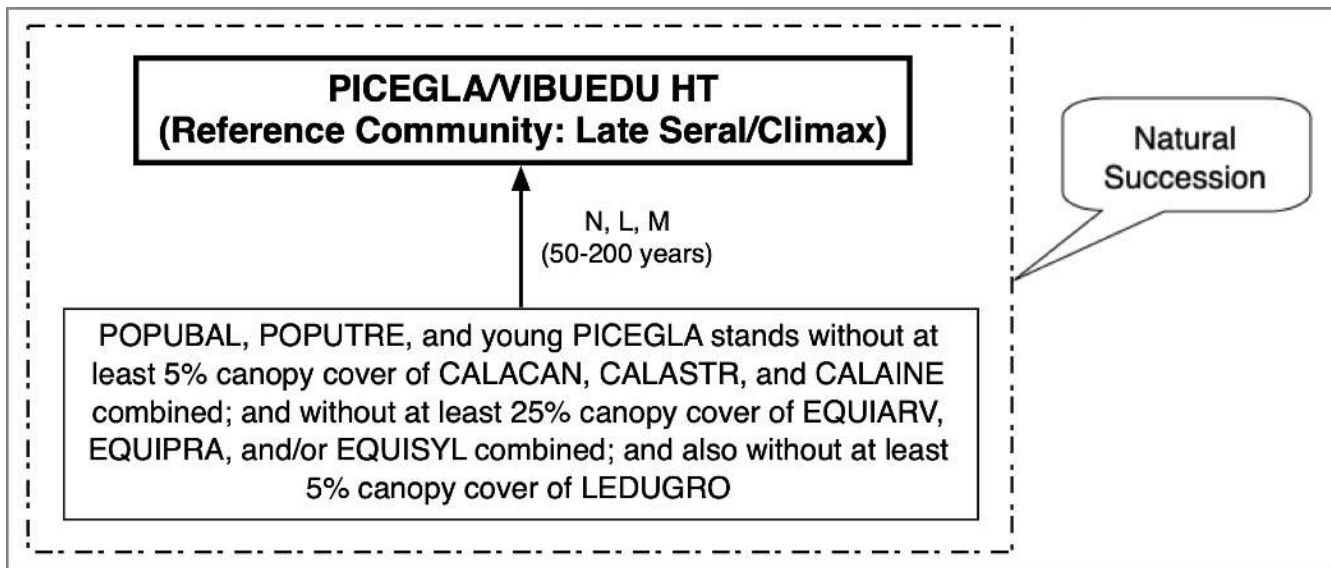 PICEGLA/VIBUEDU HT
(Reference Community: Late Seral/Climax)
Natural
Succession
N, L, M
(50-200 years)
POPUBAL, POPUTRE, and young PICEGLA stands without at
least 5% canopy cover of CALACAN, CALASTR, and CALAINE
combined; and without at least 25% canopy cover of EQUIARV,
EQUIPRA, and/or EQUISYL combined; and also without at least
5% canopy cover of LEDUGRO